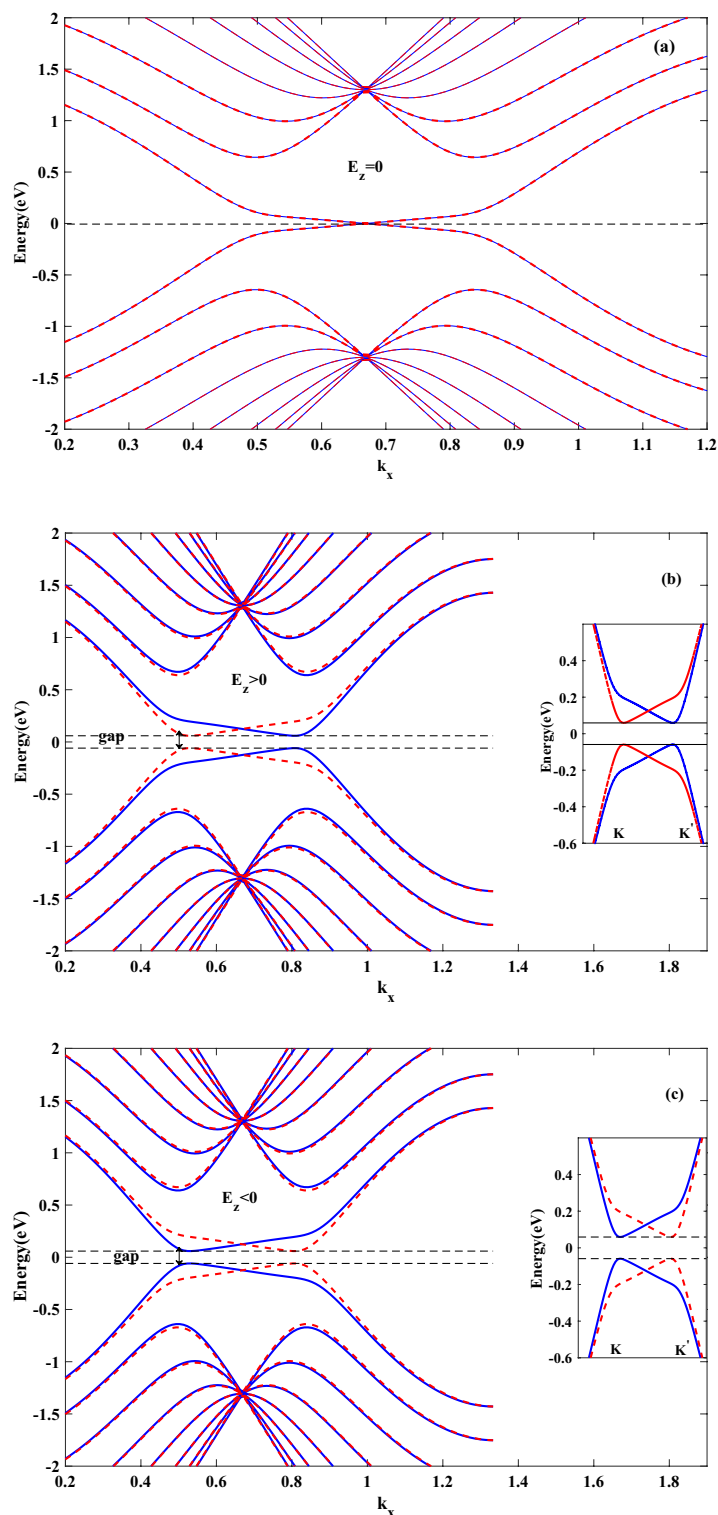 2
(a)
1.5
1
0.5
E_z=0
0
-0.5
-1
-1.5
-2
Energy(eV)
0.2 0.3 0.4 0.5 0.6 0.7 0.8 0.9 1 1.1 1.2
k_x
2
(b)
1.5
1
0.5
E_z>0
gap
0
-0.5
-1
-1.5
-2
Energy(eV)
0.4
0.2
0
-0.2
-0.4
-0.6
Energy(eV)
K K'
0.2 0.4 0.6 0.8 1 1.2 1.4 1.6 1.8
k_x
2
(c)
1.5
1
0.5
E_z<0
gap
0
-0.5
-1
-1.5
-2
Energy(eV)
0.4
0.2
0
-0.2
-0.4
-0.6
Energy(eV)
K K'
0.2 0.4 0.6 0.8 1 1.2 1.4 1.6 1.8
k_x